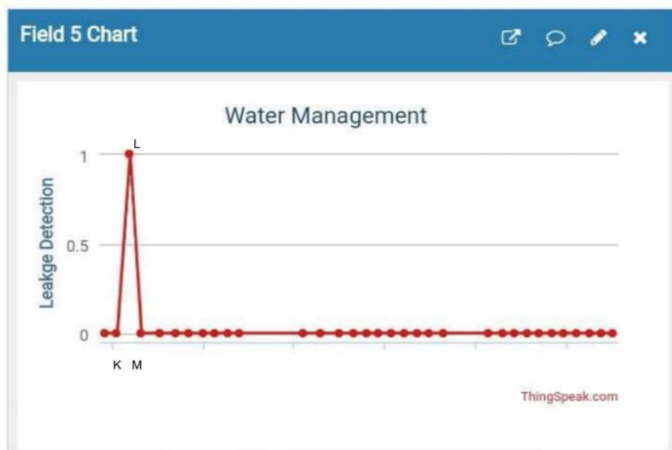 Field 5 Chart
Water Management
L
1
Leakge Detection
0.5
0
K M
ThingSpeak.com